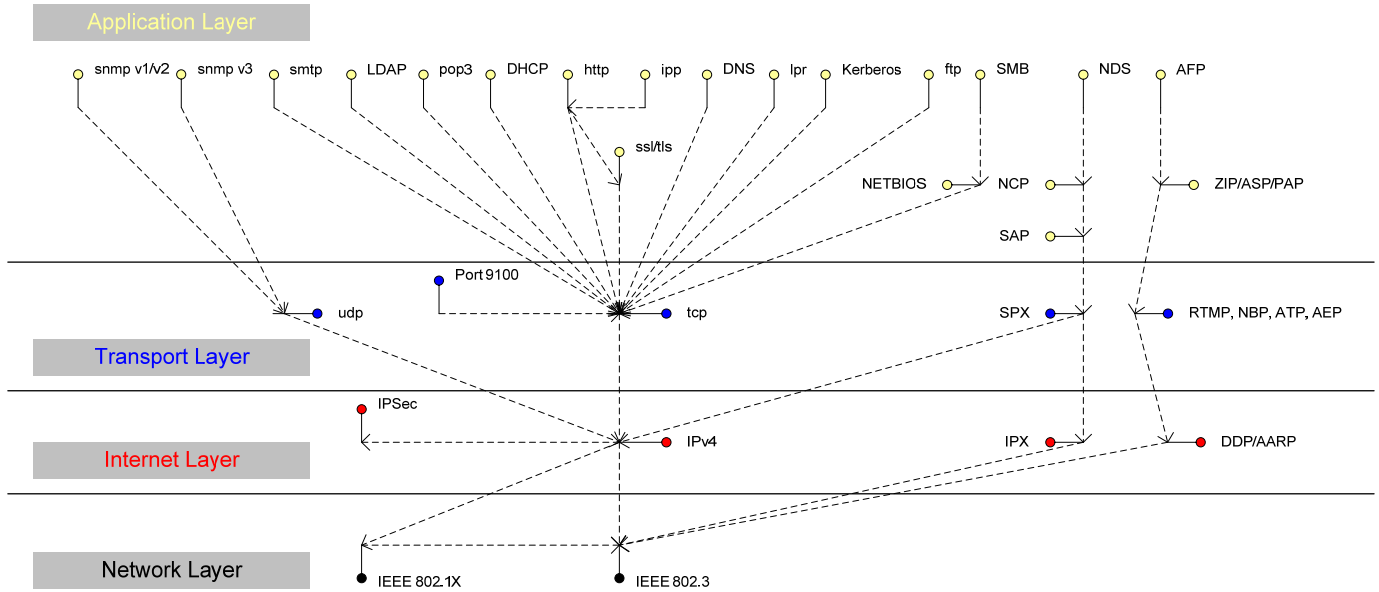 Application Layer
snmp v1/v2
snmp v3
smtp
LDAP
pop3
DHCP
http
ipp
DNS
lpr
Kerberos
ftp
SMB
NDS
AFP
ssl/tls
NETBIOS
NCP
ZIP/ASP/PAP
SAP
Port 9100
udp
tcp
SPX
RTMP, NBP, ATP, AEP
Transport Layer
IPSec
IPv4
IPX
DDP/AARP
Internet Layer
Network Layer
IEEE 802.1X
IEEE 802.3